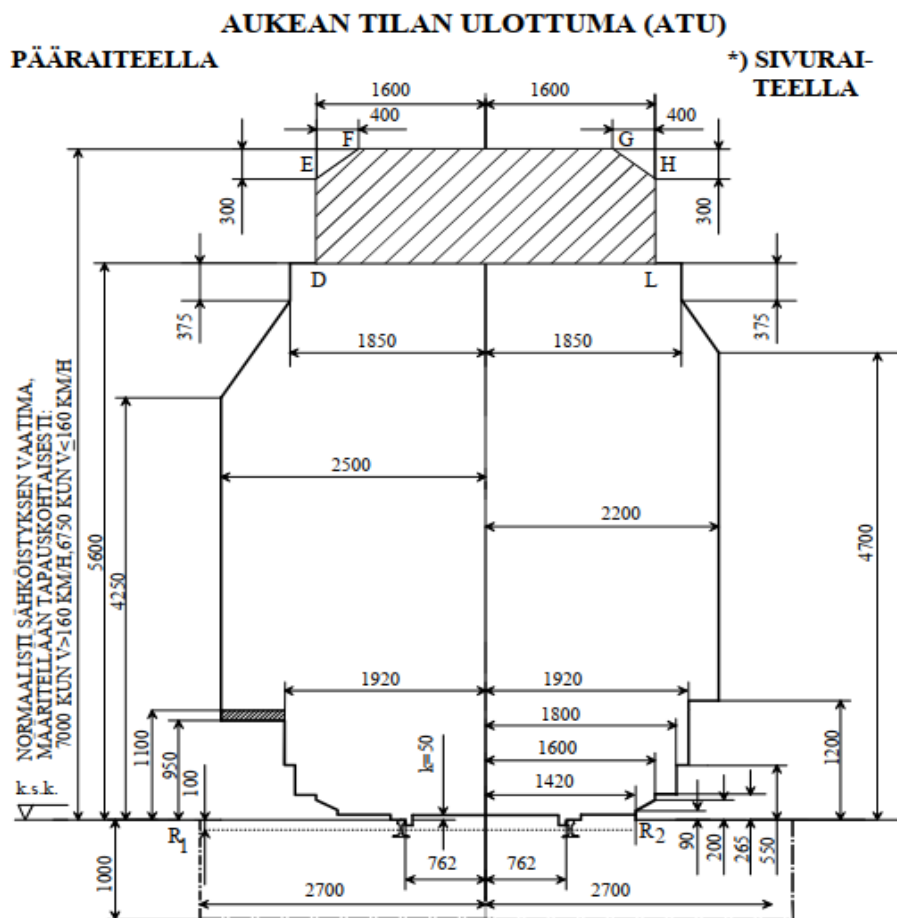 AUKEAN TILAN ULOTTUMA (ATU)
PÄÄRAITEELLA
*) SIVURAI-
TEELLA
1600
1600
400
400
F
G
E
H
300
300
D
L
375
375
1850
1850
NORMAALISTI SÄHKÖISTYKSEN VAATIMA,
MÄÄRITELLÄÄN TAPAUSKOHTAISESTI:
7000 KUN V>160 KM/H,6750 KUN V≤160 KM/H
5600
4250
2500
2200
4700
1920
1920
1800
1600
1420
1100
950
100
k=50
1200
k.s.k.
R1
R2
90
200
265
550
762
762
1000
2700
2700